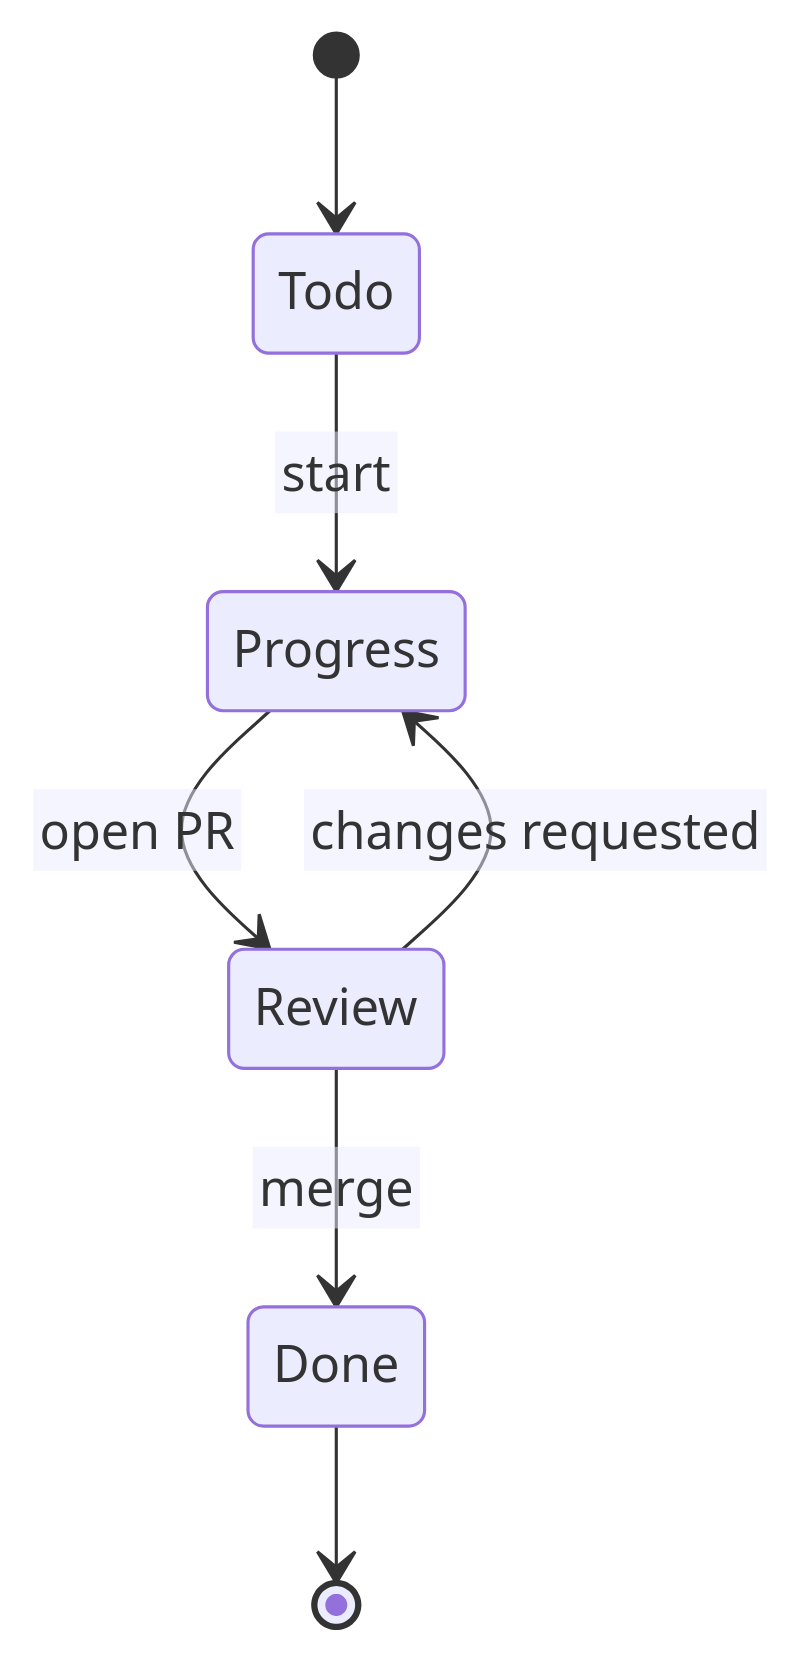 Todo
start
Progress
open PR
changes requested
Review
merge
Done